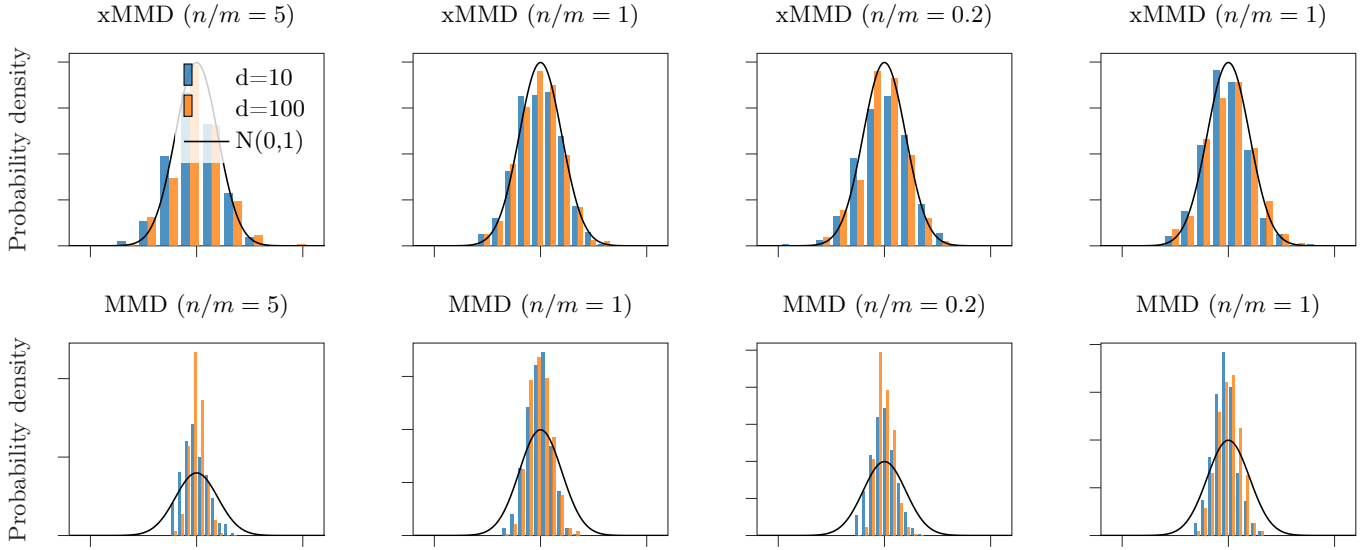 xMMD (n/m = 5)
xMMD (n/m = 1)
xMMD (n/m = 0.2)
xMMD (n/m = 1)
Probability density
d=10
d=100
N(0,1)
MMD (n/m = 5)
MMD (n/m = 1)
MMD (n/m = 0.2)
MMD (n/m = 1)
Probability density